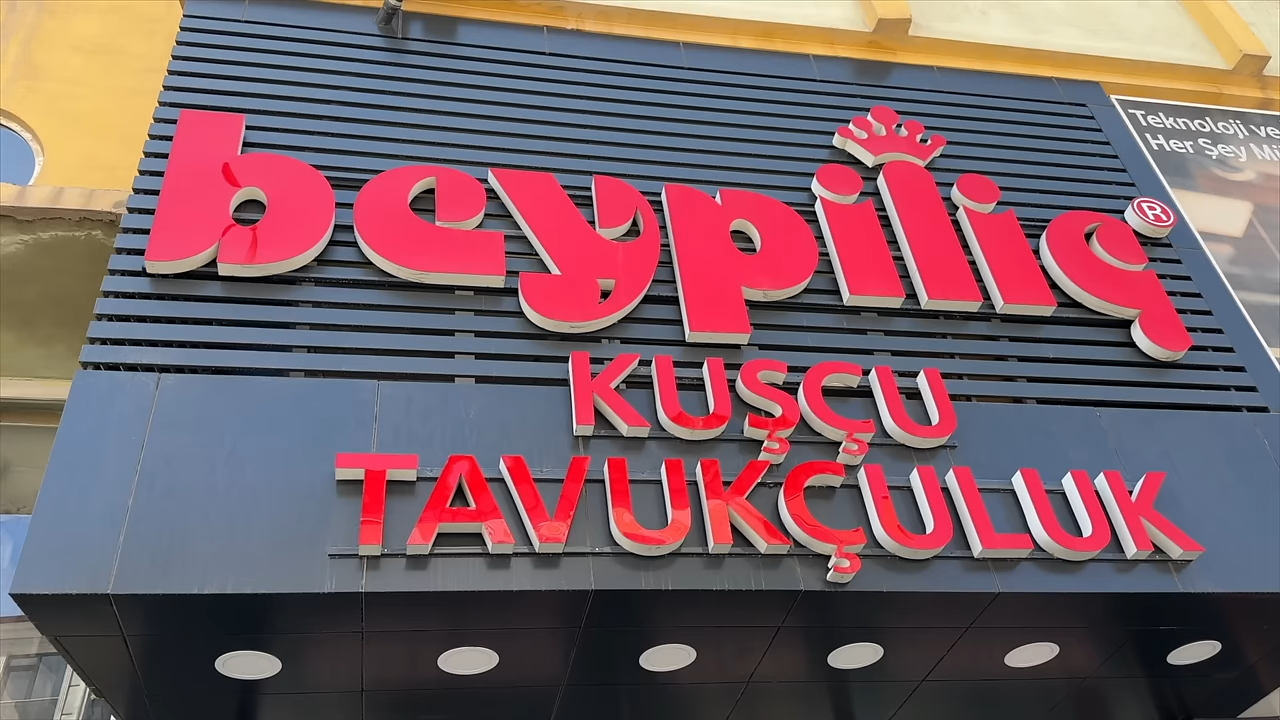 beypiliç®
KUŞÇU
TAVUKÇULUK
Teknoloji ve
Her Şey Mi